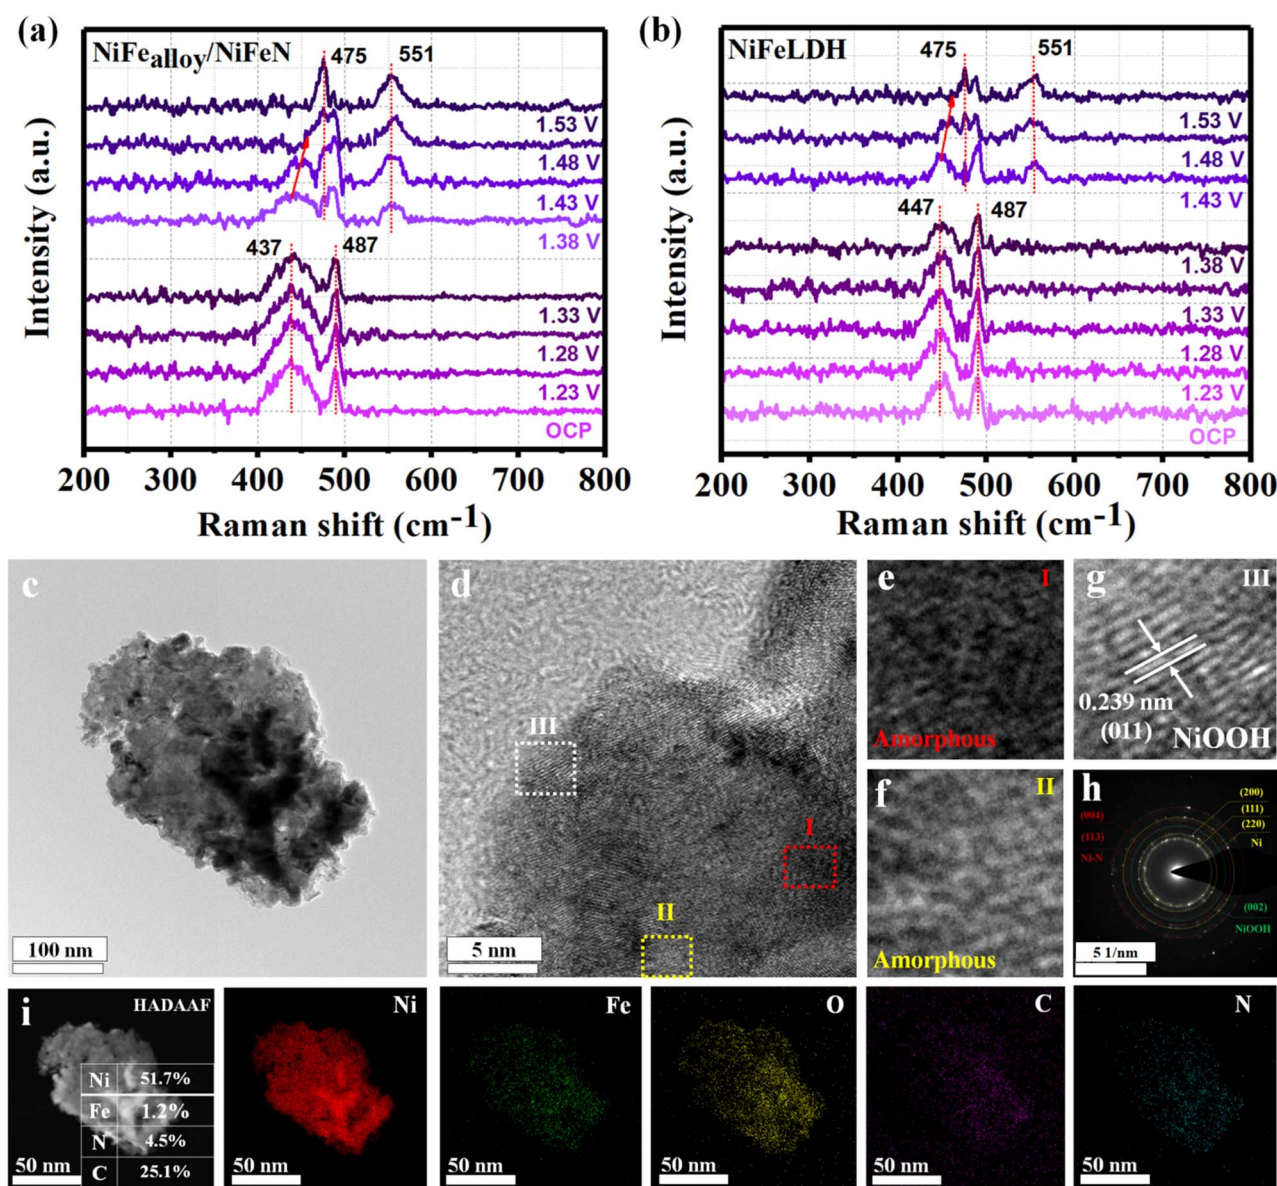 (a)
NiFealloy/NiFeN
475
551
1.53 V
1.48 V
1.43 V
1.38 V
437
487
1.33 V
1.28 V
1.23 V
OCP
Intensity (a.u.)
200 300 400 500 600 700 800
Raman shift (cm-1)
(b)
NiFeLDH
475
551
1.53 V
1.48 V
1.43 V
447
487
1.38 V
1.33 V
1.28 V
1.23 V
OCP
Intensity (a.u.)
200 300 400 500 600 700 800
Raman shift (cm-1)
c
100 nm
d
III
I
II
5 nm
e
I
Amorphous
f
II
Amorphous
g
III
0.239 nm
(011)
NiOOH
h
(200)
(111)
(220)
Ni
(004)
(113)
Ni-N
(002)
NiOOH
5 1/nm
i
HADAAF
Ni 51.7%
Fe 1.2%
N 4.5%
C 25.1%
50 nm
Ni
50 nm
Fe
50 nm
O
50 nm
C
50 nm
N
50 nm